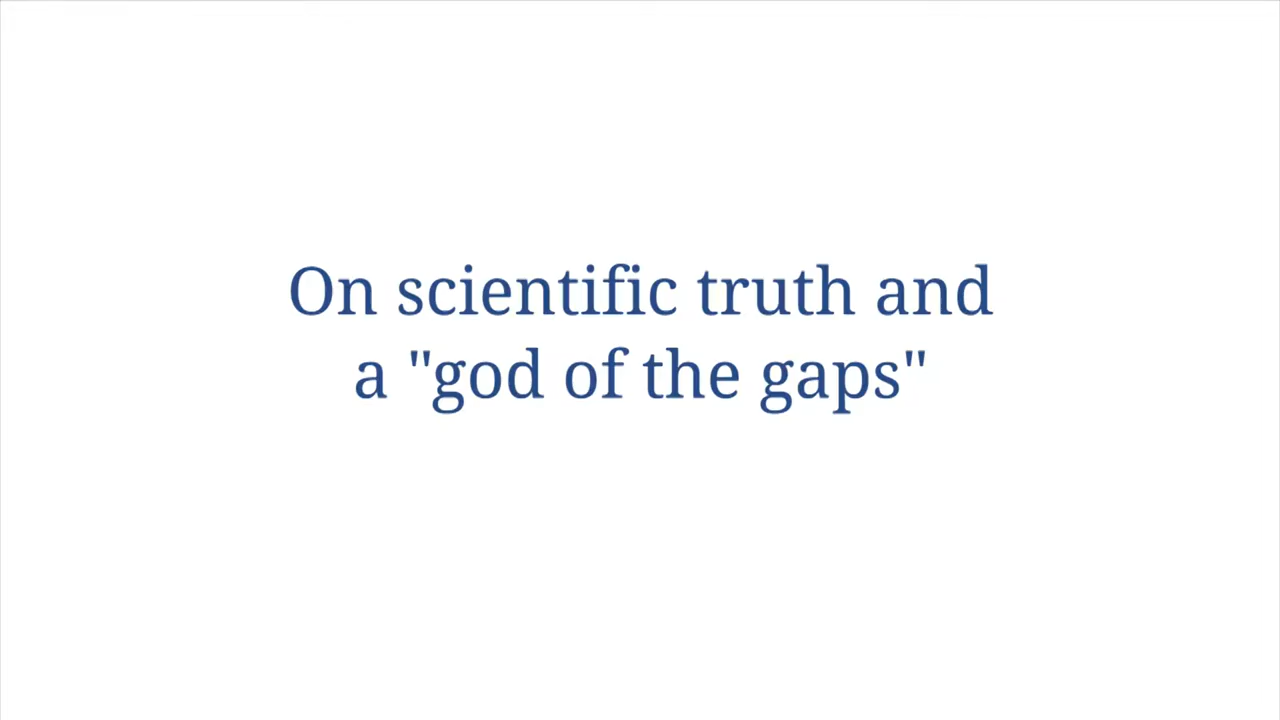 On scientific truth and
a "god of the gaps"